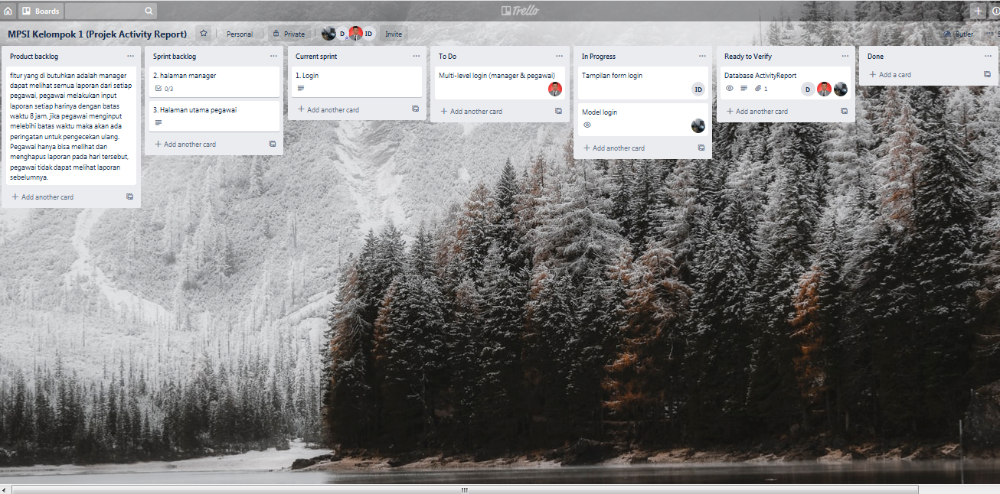 Boards
Trello
MPSI Kelompok 1 (Projek Activity Report)
Personal
Private
D
ID
Invite
Butler
Product backlog
fitur yang di butuhkan adalah manager
dapat melihat semua laporan dari setiap
pegawai, pegawai melakukan input
laporan setiap harinya dengan batas
waktu 8 jam, jika pegawai menginput
melebihi batas waktu maka akan ada
peringatan untuk pengecekan ulang.
Pegawai hanya bisa melihat dan
menghapus laporan pada hari tersebut,
pegawai tidak dapat melihat laporan
sebelumnya.
+ Add another card
Sprint backlog
2. halaman manager
0/3
3. Halaman utama pegawai
+ Add another card
Current sprint
1. Login
+ Add another card
To Do
Multi-level login (manager & pegawai)
+ Add another card
In Progress
Tampilan form login
ID
Model login
+ Add another card
Ready to Verify
Database ActivityReport
1
D
+ Add another card
Done
+ Add a card